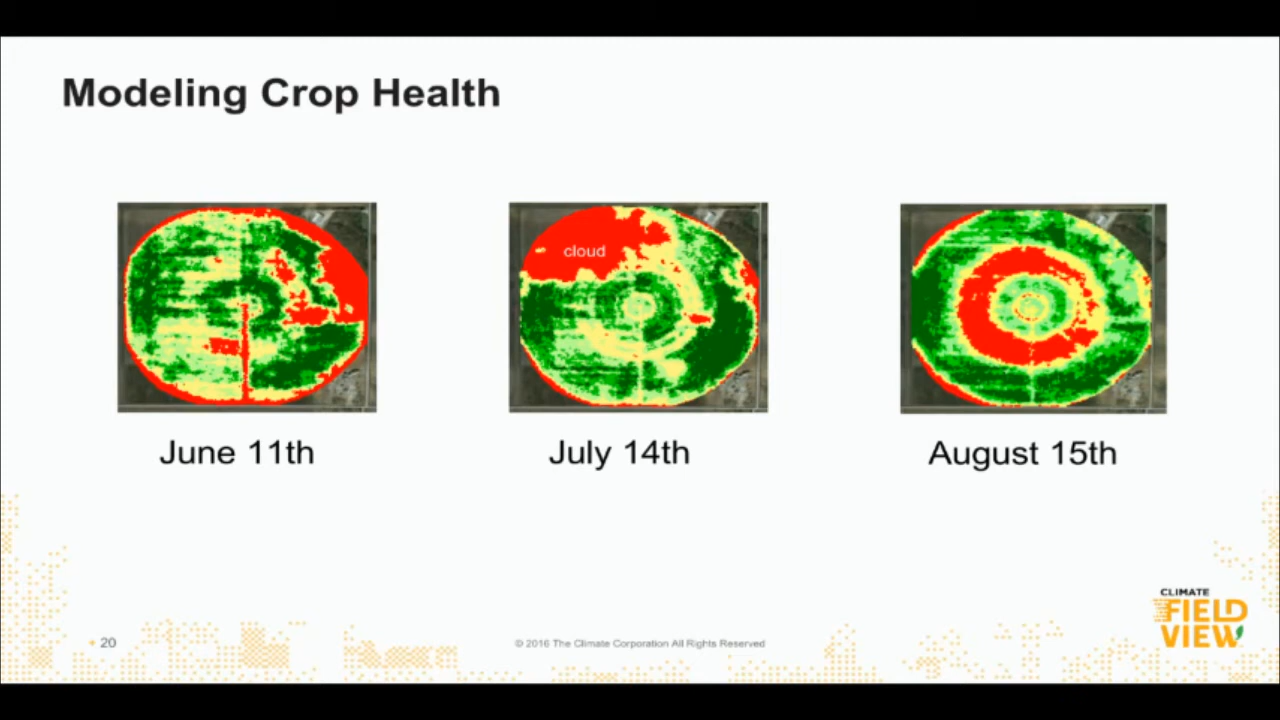 Modeling Crop Health
cloud
June 11th
July 14th
August 15th
20
© 2016 The Climate Corporation All Rights Reserved
CLIMATE
FIELD
VIEW